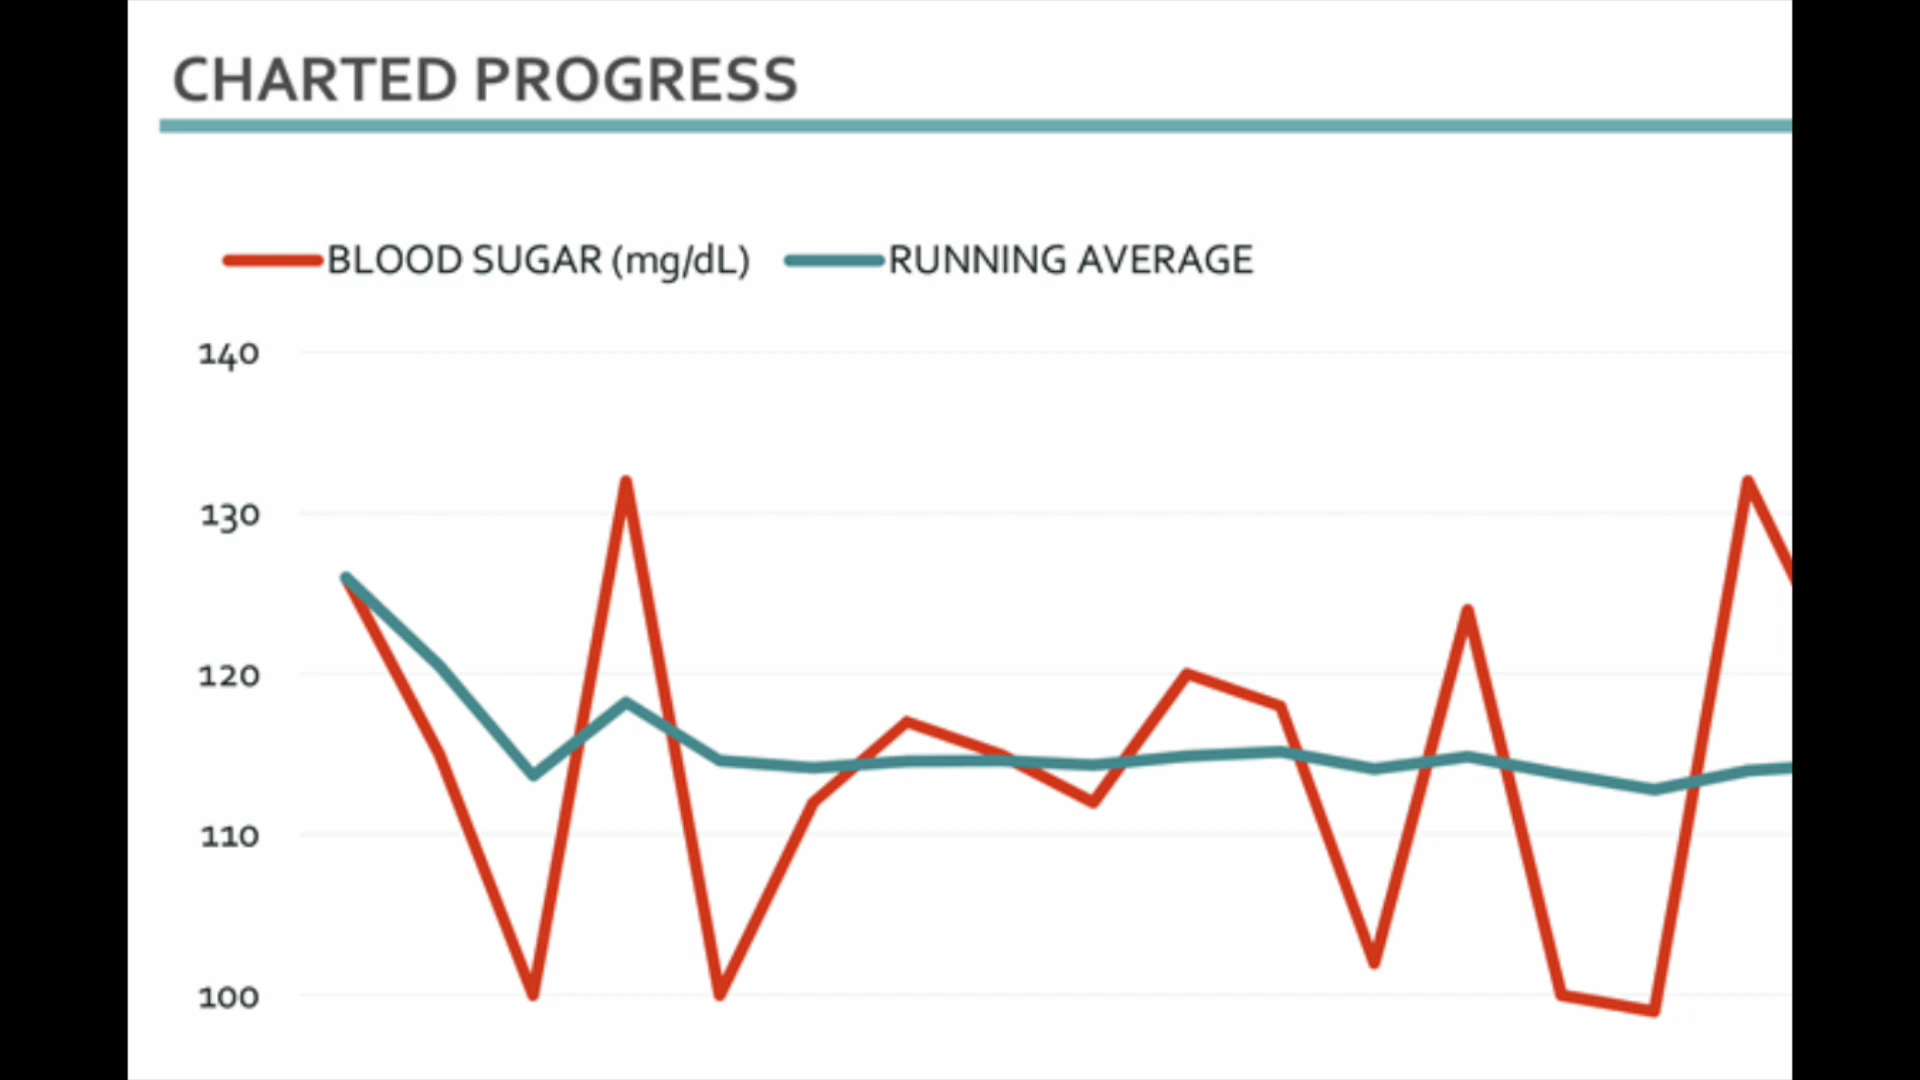 CHARTED PROGRESS
BLOOD SUGAR (mg/dL) RUNNING AVERAGE
140
130
120
110
100